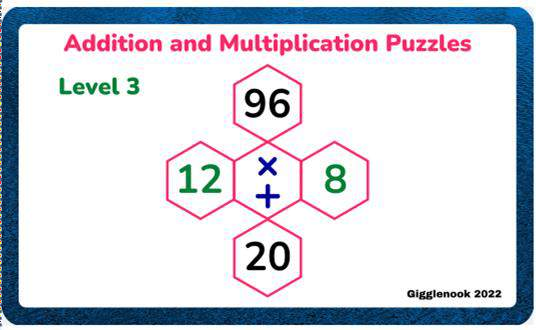 Addition and Multiplication Puzzles
Level 3
96
12 × 8
+
20
Gigglenook 2022